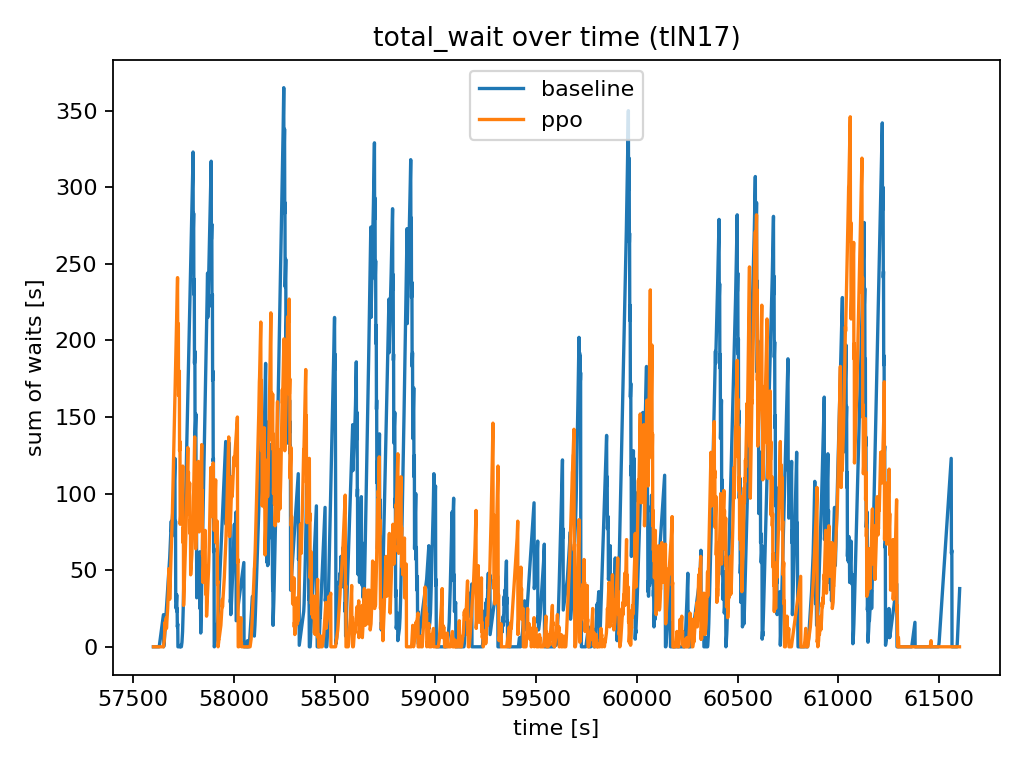 total_wait over time (tlN17)
baseline
ppo
sum of waits [s]
350
300
250
200
150
100
50
0
57500 58000 58500 59000 59500 60000 60500 61000 61500
time [s]